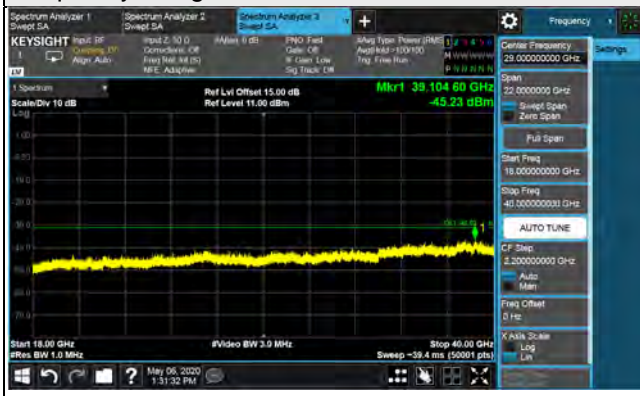 Spectrum Analyzer 1
Swept SA
Spectrum Analyzer 2
Swept SA
Spectrum Analyzer 3
Swept SA
Frequency
KEYSIGHT
Input: RF
Align: Auto
Input Z: 50 Ω
Corrections: Off
Freq Ref: Int (S)
NFE: Adaptive
#Atten: 6 dB
PNO: Fast
Gate: Off
IF Gain: Low
Sig Track: Off
#Avg Type: Power (RMS)
Avg|Hold: >100/100
Trig: Free Run
1 2 3 4 5 6
1 Spectrum
Scale/Div 10 dB
Log
Ref Lvl Offset 15.00 dB
Ref Level 11.00 dBm
Mkr1 39.104 60 GHz
-45.23 dBm
1
Start 18.00 GHz
#Res BW 1.0 MHz
#Video BW 3.0 MHz
Stop 40.00 GHz
Sweep ~39.4 ms (50001 pts)
May 06, 2020
1:31:32 PM
Center Frequency
29.000000000 GHz
Settings
Span
22.0000000 GHz
Swept Span
Zero Span
Full Span
Start Freq
18.000000000 GHz
Stop Freq
40.000000000 GHz
AUTO TUNE
CF Step
2.200000000 GHz
Auto
Man
Freq Offset
0 Hz
X Axis Scale
Log
Lin